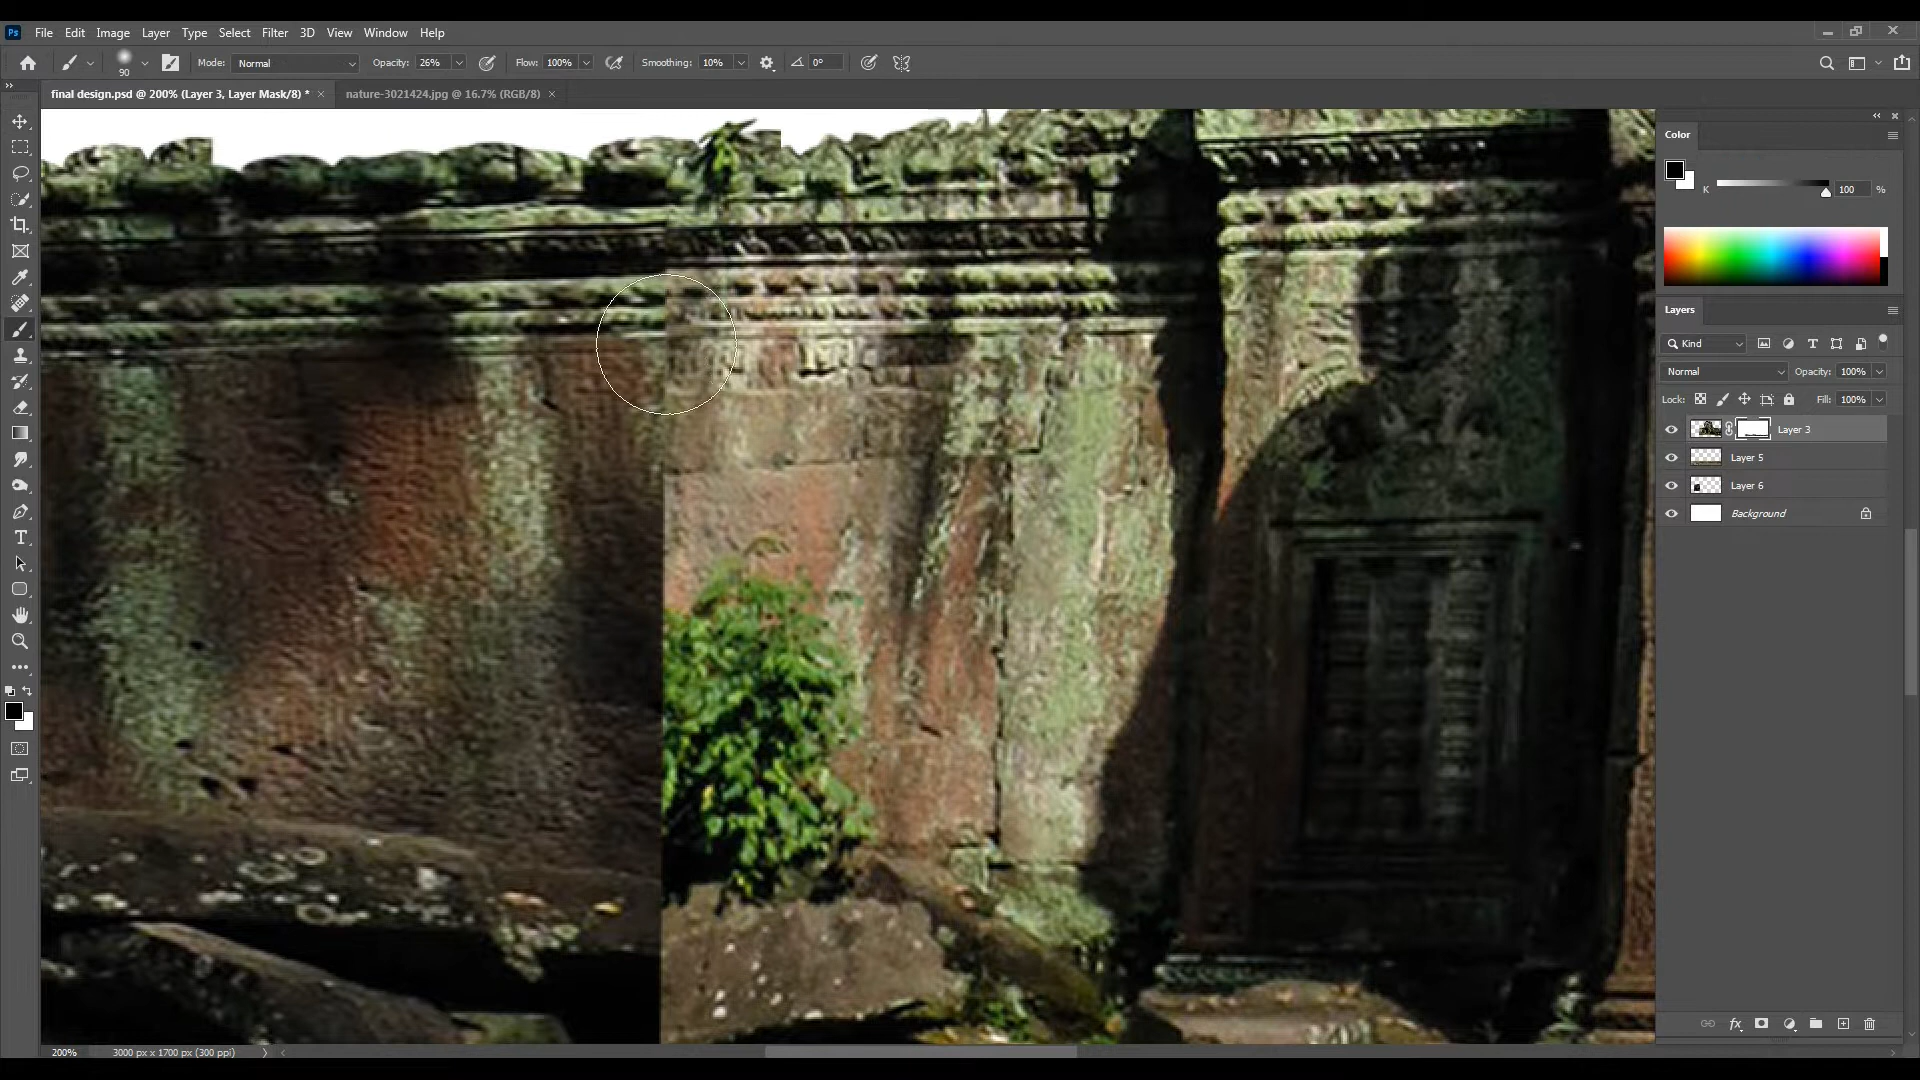 Ps File Edit Image Layer Type Select Filter 3D View Window Help
90 Mode: Normal Opacity: 26% Flow: 100% Smoothing: 10% 0°
final design.psd @ 200% (Layer 3, Layer Mask/8) * × nature-3021424.jpg @ 16.7% (RGB/8) ×
Color
K 100 %
Layers
Kind
Normal Opacity: 100%
Lock: Fill: 100%
Layer 3
Layer 5
Layer 6
Background
200% 3000 px x 1700 px (300 ppi)